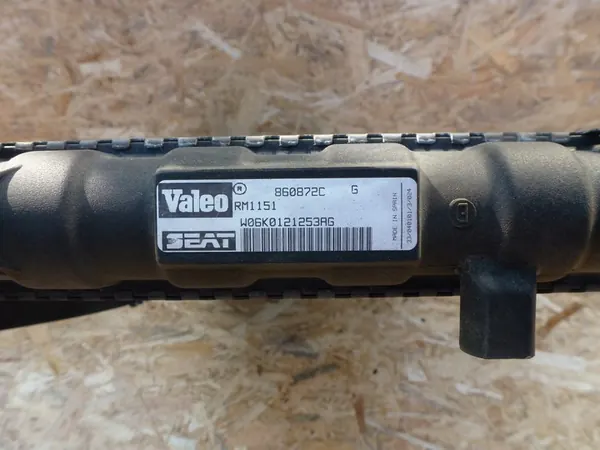 Valeo ® 860872C G
RM1151
SEAT W06K0121253AG
MADE IN SPAIN